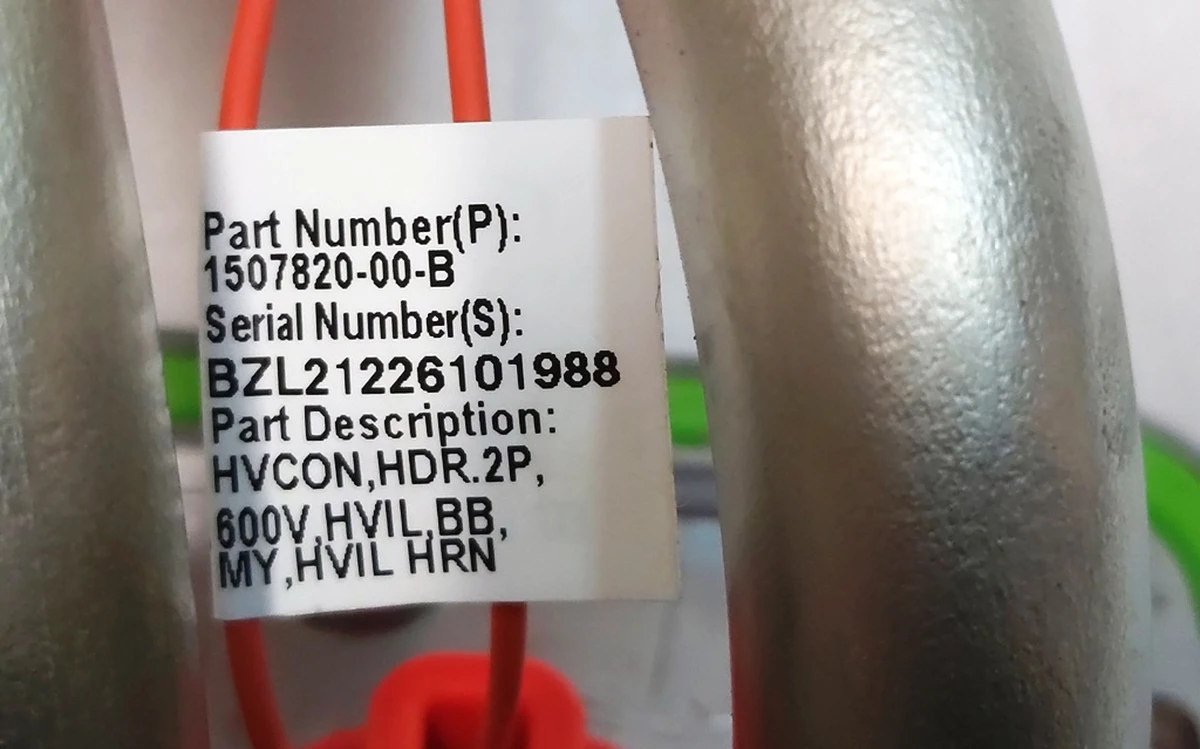 Part Number(P):
1507820-00-B
Serial Number(S):
BZL21226101988
Part Description:
HVCON,HDR.2P,
600V,HVIL,BB,
MY,HVIL HRN